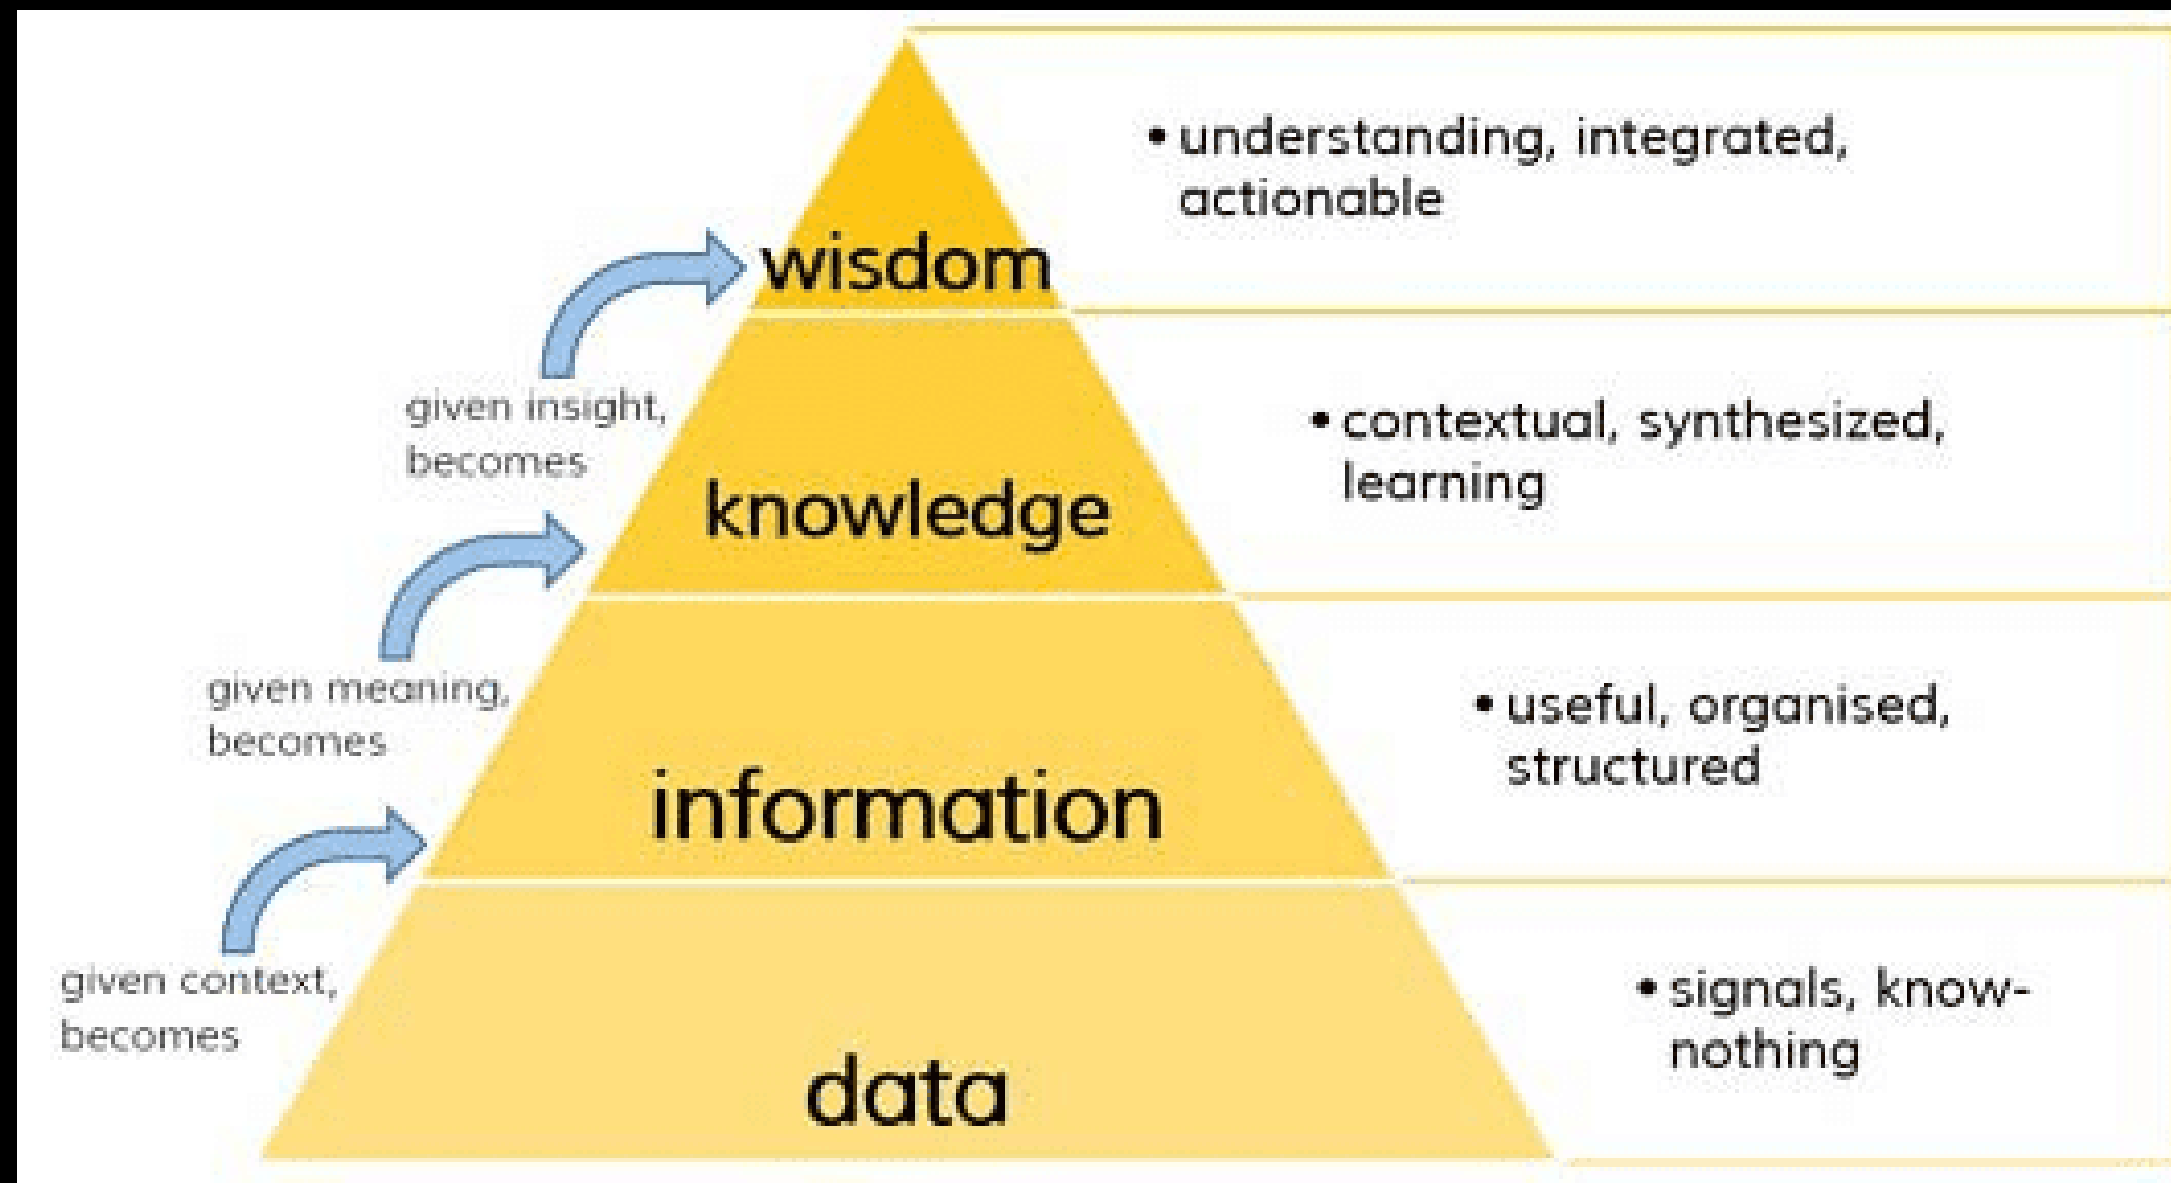 • understanding, integrated,
actionable
wisdom
given insight,
becomes
• contextual, synthesized,
learning
knowledge
given meaning,
becomes
• useful, organised,
structured
information
given context,
becomes
• signals, know-
nothing
data